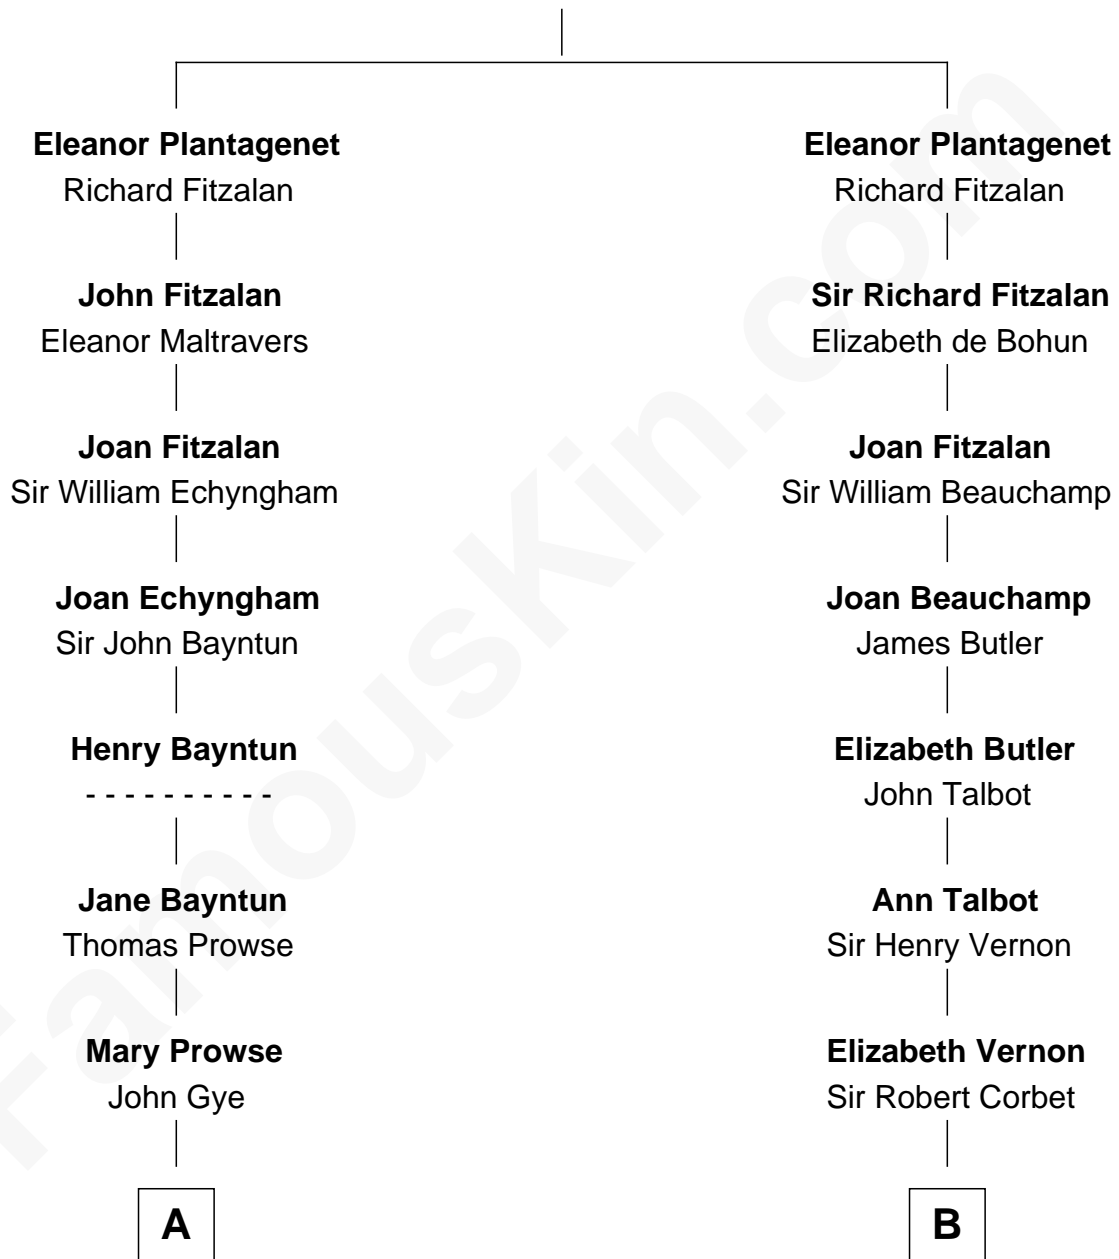 Eleanor Plantagenet
Richard Fitzalan
John Fitzalan
Eleanor Maltravers
Joan Fitzalan
Sir William Echyngham
Joan Echyngham
Sir John Bayntun
Henry Bayntun
- - - - - - - - - -
Jane Bayntun
Thomas Prowse
Mary Prowse
John Gye
A
Eleanor Plantagenet
Richard Fitzalan
Sir Richard Fitzalan
Elizabeth de Bohun
Joan Fitzalan
Sir William Beauchamp
Joan Beauchamp
James Butler
Elizabeth Butler
John Talbot
Ann Talbot
Sir Henry Vernon
Elizabeth Vernon
Sir Robert Corbet
B
FamousKin.com